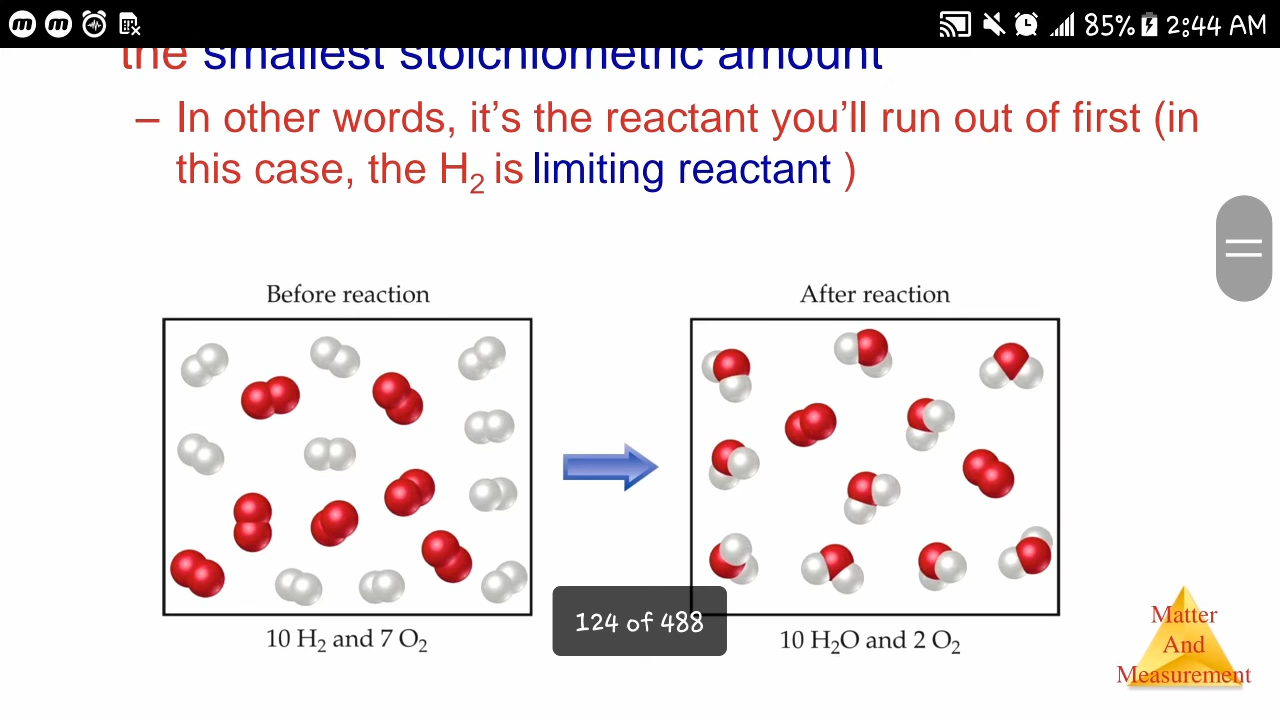 85% 2:44 AM
the smallest stoichiometric amount
– In other words, it's the reactant you'll run out of first (in
this case, the H₂ is limiting reactant )
Before reaction
After reaction
10 H₂ and 7 O₂
124 of 488
10 H₂O and 2 O₂
Matter
And
Measurement